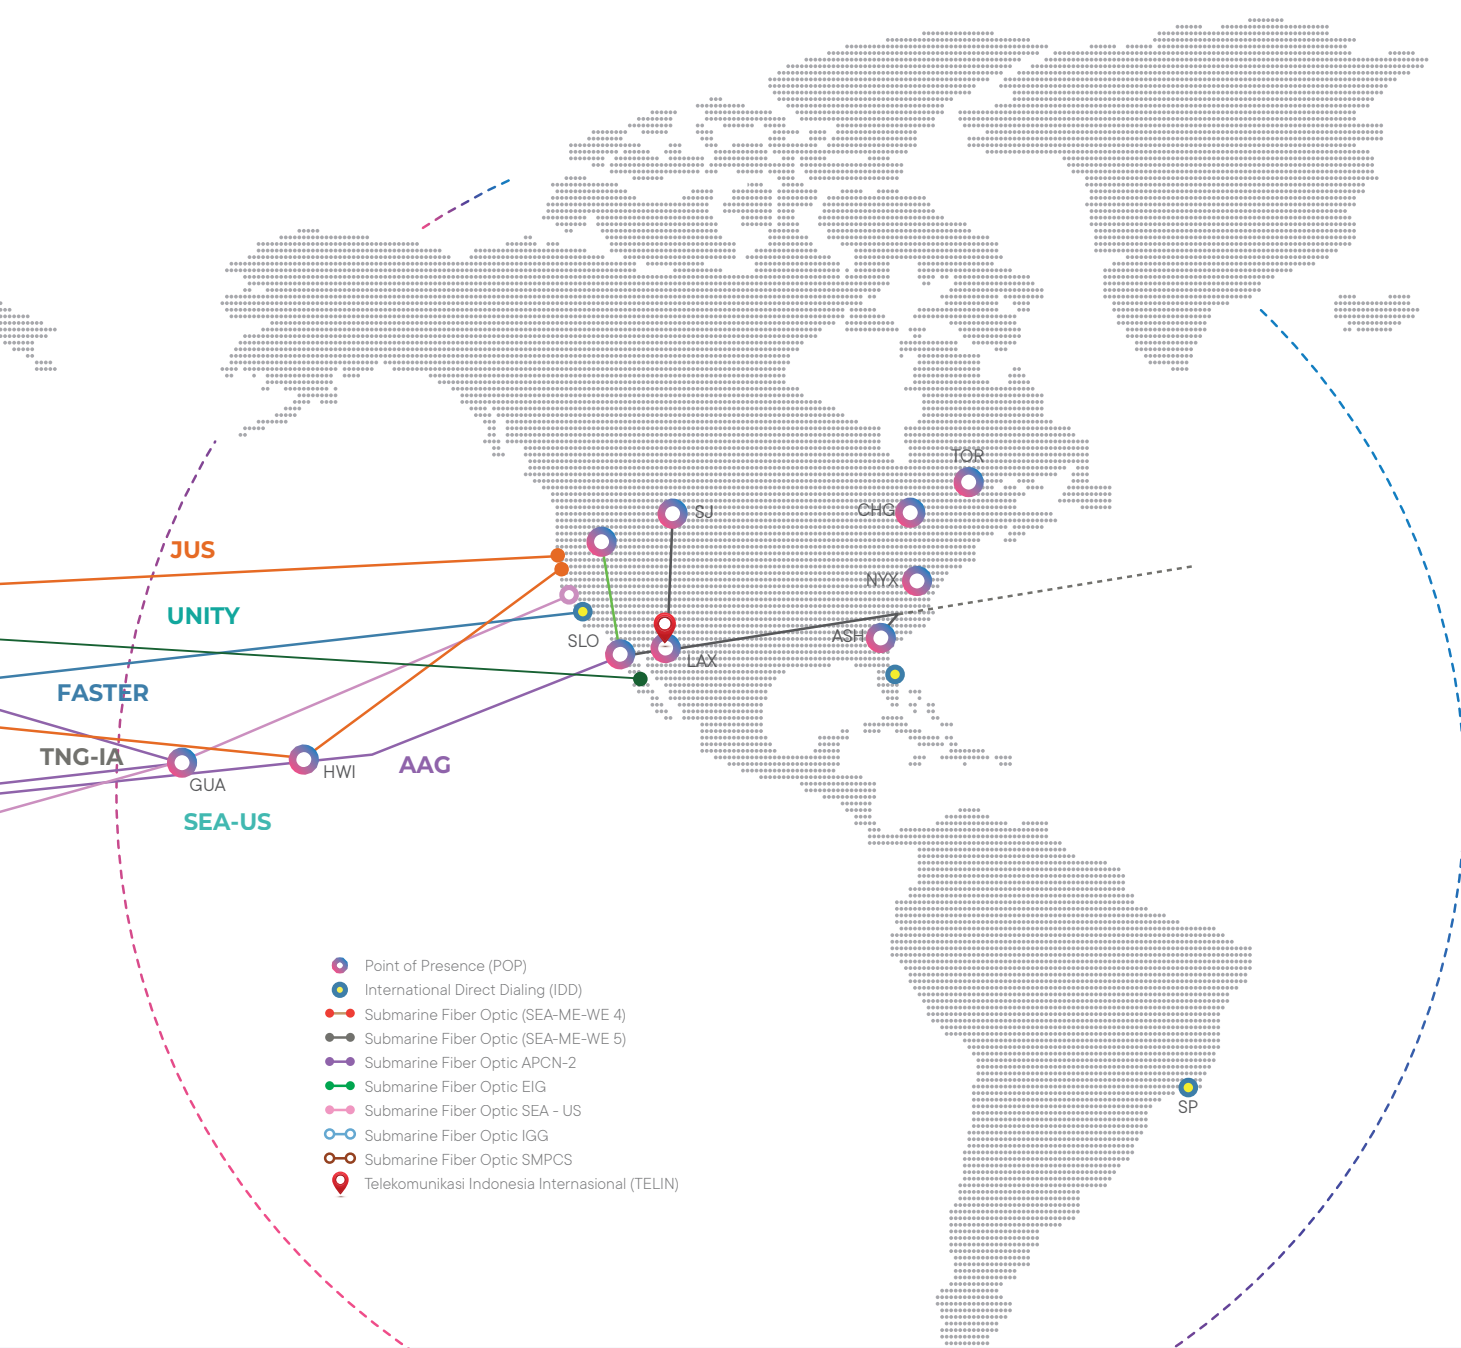 TOR
SJ
CHG
JUS
NYX
UNITY
SLO
ASH
LAX
FASTER
TNG-IA
AAG
HWI
GUA
SEA-US
Point of Presence (POP)
International Direct Dialing (IDD)
Submarine Fiber Optic (SEA-ME-WE 4)
Submarine Fiber Optic (SEA-ME-WE 5)
Submarine Fiber Optic APCN-2
Submarine Fiber Optic EIG
Submarine Fiber Optic SEA - US
Submarine Fiber Optic IGG
Submarine Fiber Optic SMPCS
Telekomunikasi Indonesia Internasional (TELIN)
SP